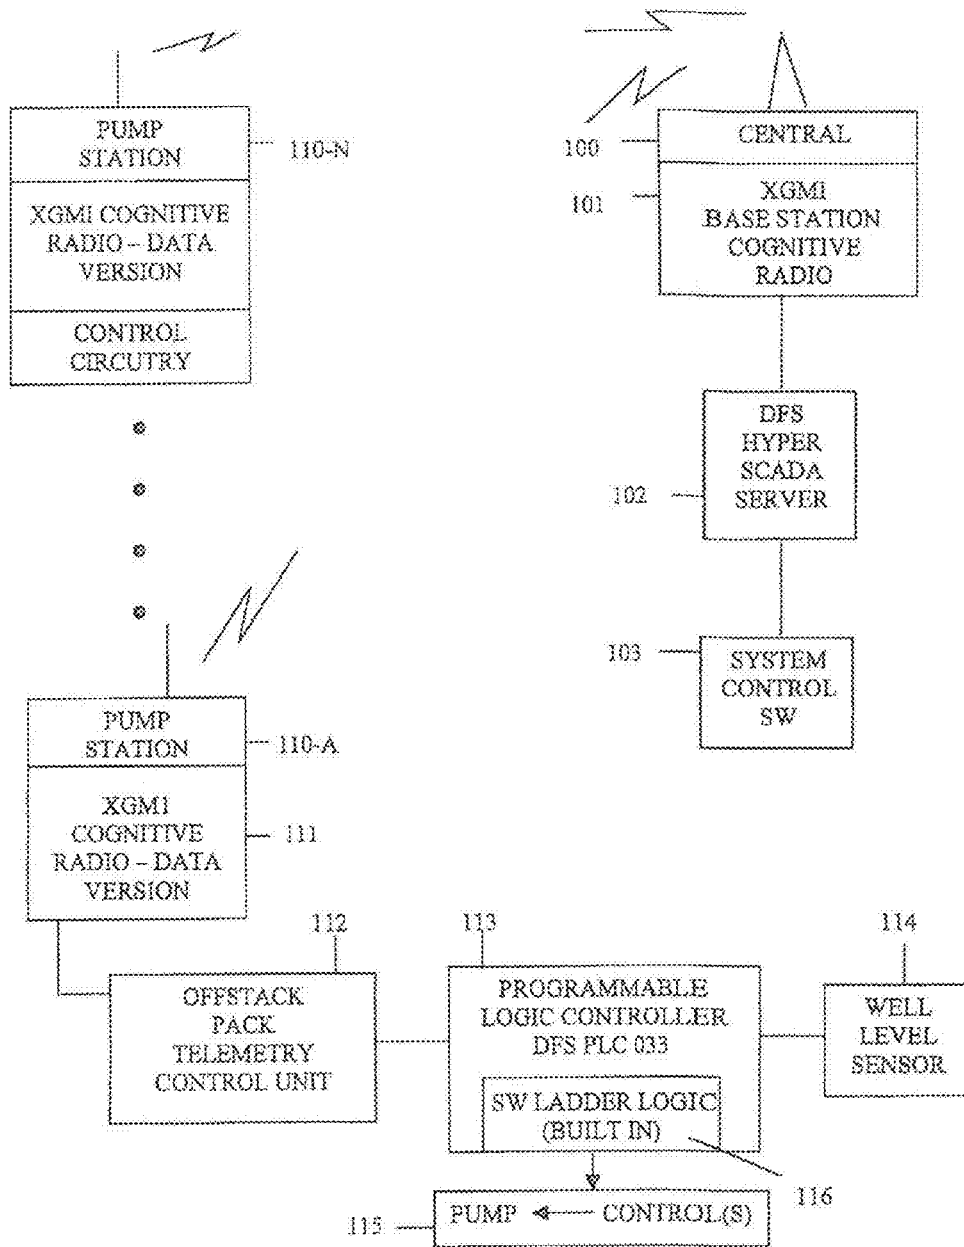 PUMP
STATION
110-N
XGMI COGNITIVE
RADIO – DATA
VERSION
CONTROL
CIRCUTRY
100
CENTRAL
101
XGMI
BASE STATION
COGNITIVE
RADIO
DFS
HYPER
SCADA
SERVER
102
103
SYSTEM
CONTROL
SW
PUMP
STATION
110-A
XGMI
COGNITIVE
RADIO – DATA
VERSION
111
112
OFFSTACK
PACK
TELEMETRY
CONTROL UNIT
113
PROGRAMMABLE
LOGIC CONTROLLER
DFS PLC 033
SW LADDER LOGIC
(BUILT IN)
114
WELL
LEVEL
SENSOR
116
115
PUMP ← CONTROL(S)